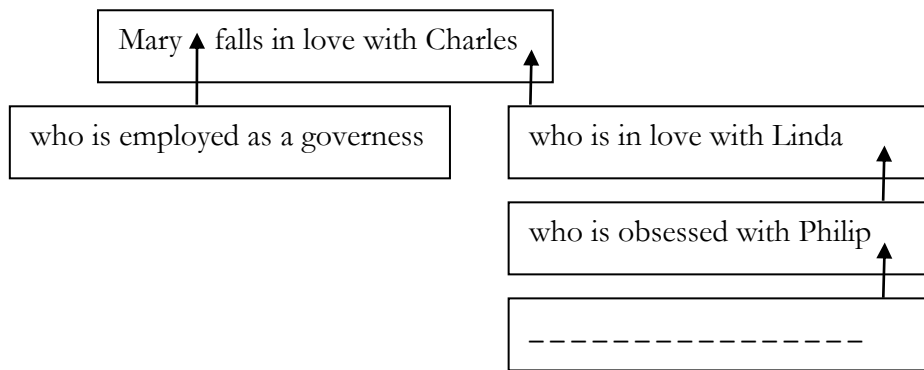 Mary falls in love with Charles
who is employed as a governess
who is in love with Linda
who is obsessed with Philip
_ _ _ _ _ _ _ _ _ _ _ _ _ _ _ _